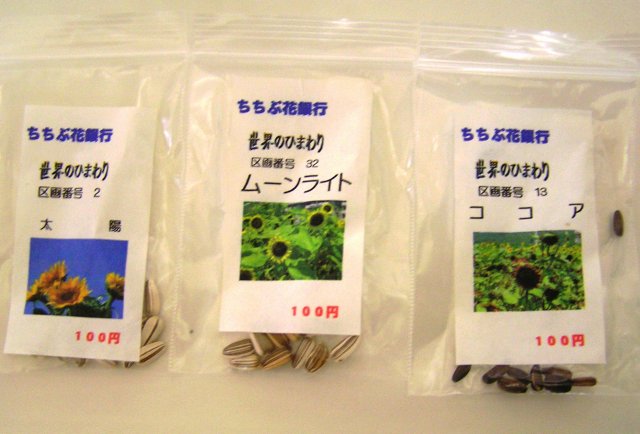 ちちぶ花銀行
世界のひまわり
区画番号 2
太 陽
100円
ちちぶ花銀行
世界のひまわり
区画番号 32
ムーンライト
100円
ちちぶ花銀行
世界のひまわり
区画番号 13
コ コ ア
100円